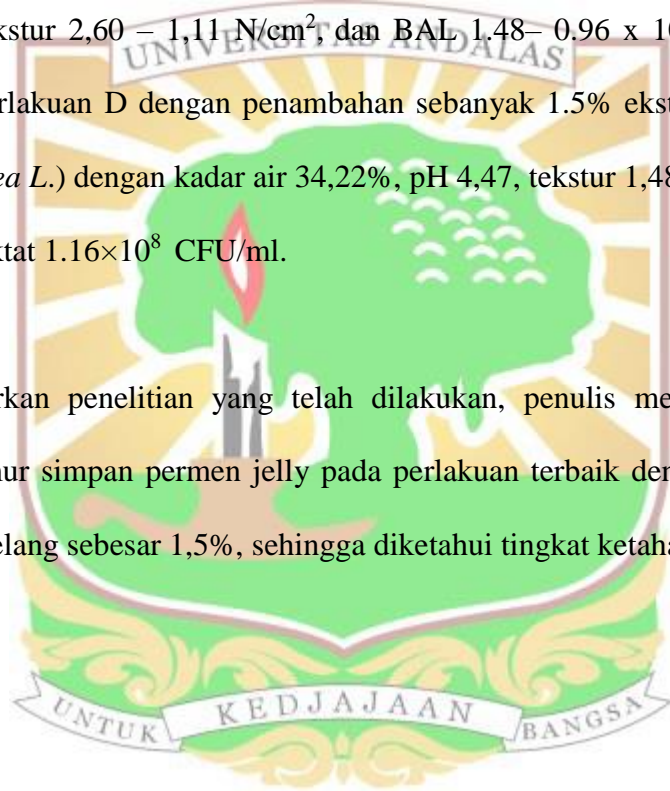 kstur 2,60 – 1,11 N/cm², dan BAL 1.48– 0.96 x 10
UNIVERSITAS ANDALAS
rlakuan D dengan penambahan sebanyak 1.5% ekst
ea L.) dengan kadar air 34,22%, pH 4,47, tekstur 1,48
ktat 1.16×10⁸ CFU/ml.
rkan penelitian yang telah dilakukan, penulis me
ur simpan permen jelly pada perlakuan terbaik den
elang sebesar 1,5%, sehingga diketahui tingkat ketaha
UNTUK KEDJAJAAN BANGSA